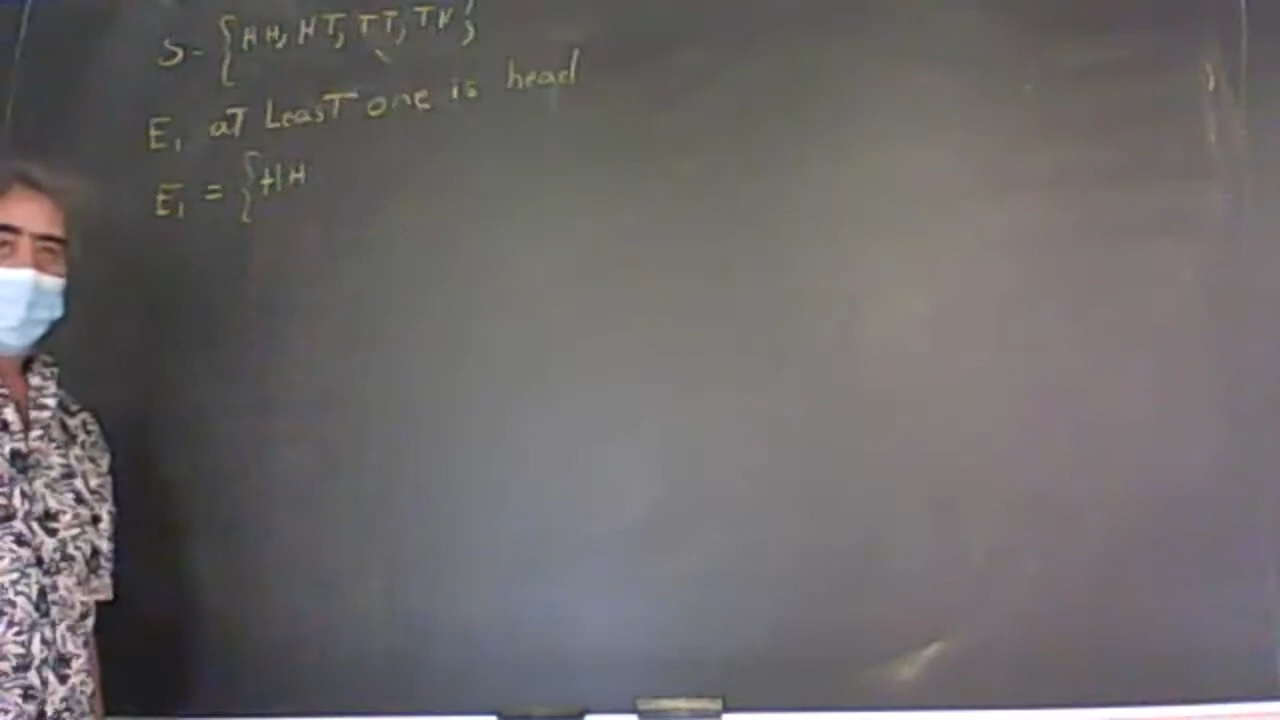 S = {HH, HT, TT, TH}
E₁ aT LeasT one is head
E₁ = {HH